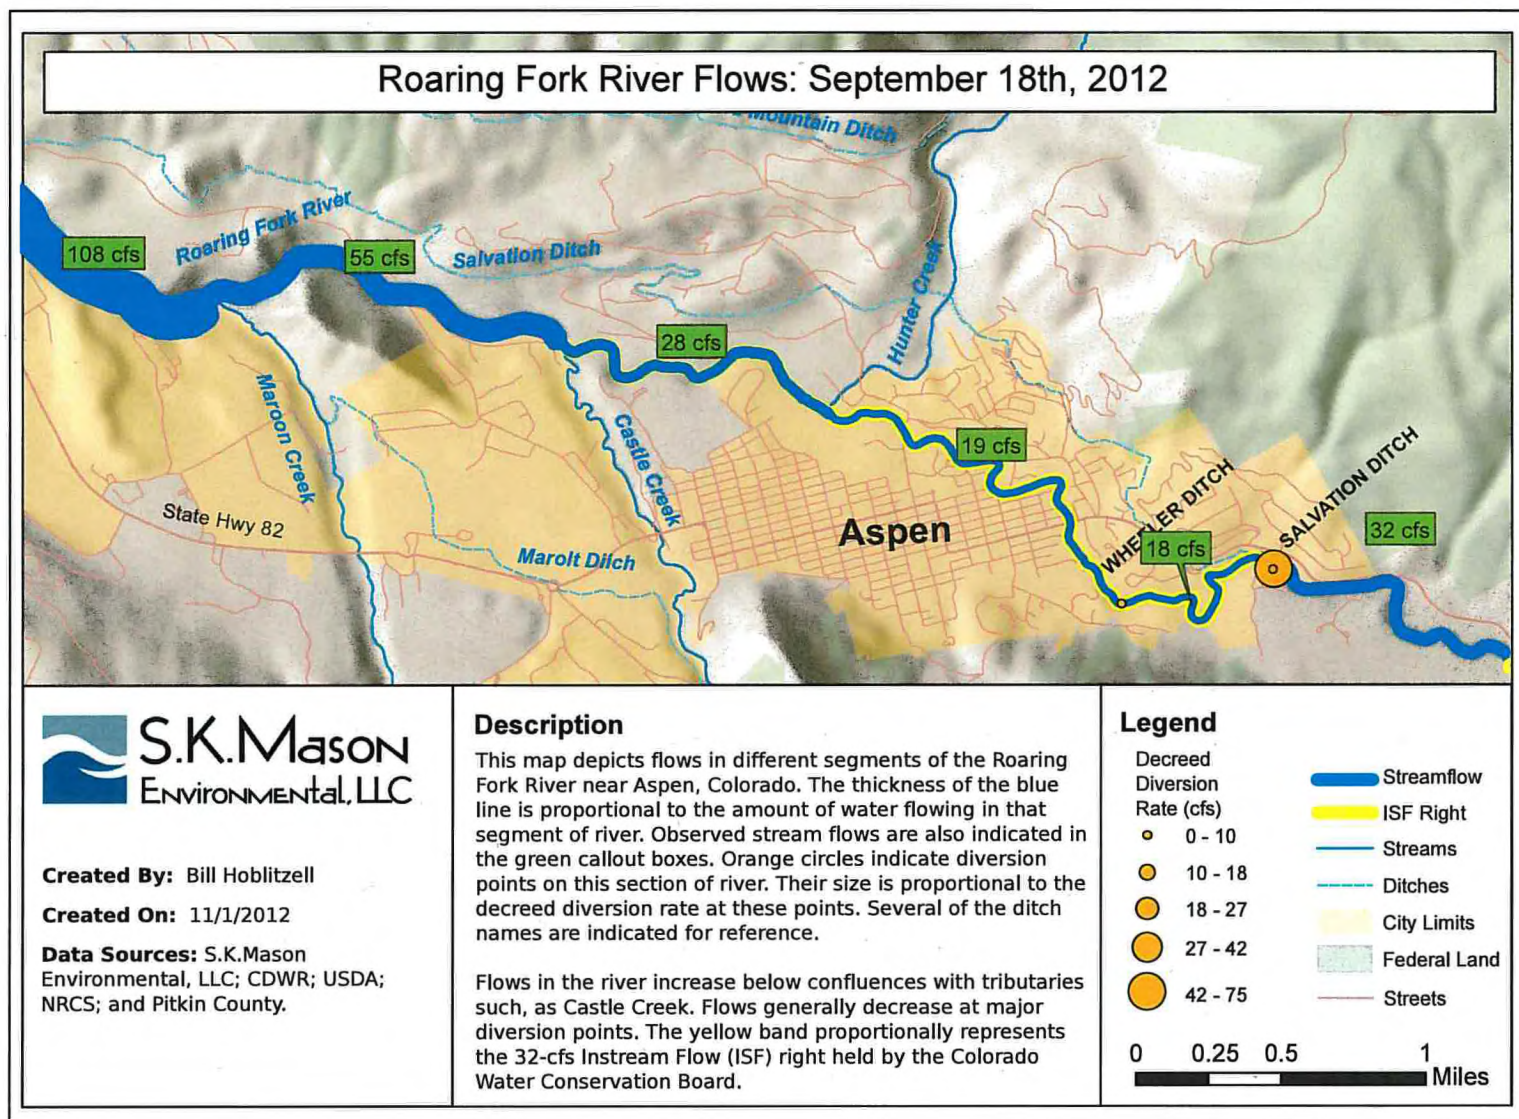 Roaring Fork River Flows: September 18th, 2012
Mountain Ditch
Roaring Fork River
108 cfs
55 cfs
Salvation Ditch
28 cfs
Hunter Creek
19 cfs
Maroon Creek
Castle Creek
State Hwy 82
Marolt Ditch
Aspen
WHEELER DITCH
18 cfs
SALVATION DITCH
32 cfs
S.K.Mason
Environmental, LLC
Created By: Bill Hoblitzell
Created On: 11/1/2012
Data Sources: S.K.Mason
Environmental, LLC; CDWR; USDA;
NRCS; and Pitkin County.
Description
This map depicts flows in different segments of the Roaring
Fork River near Aspen, Colorado. The thickness of the blue
line is proportional to the amount of water flowing in that
segment of river. Observed stream flows are also indicated in
the green callout boxes. Orange circles indicate diversion
points on this section of river. Their size is proportional to the
decreed diversion rate at these points. Several of the ditch
names are indicated for reference.
Flows in the river increase below confluences with tributaries
such, as Castle Creek. Flows generally decrease at major
diversion points. The yellow band proportionally represents
the 32-cfs Instream Flow (ISF) right held by the Colorado
Water Conservation Board.
Legend
Decreed
Diversion
Rate (cfs)
0 - 10
10 - 18
18 - 27
27 - 42
42 - 75
Streamflow
ISF Right
Streams
Ditches
City Limits
Federal Land
Streets
0 0.25 0.5 1
Miles